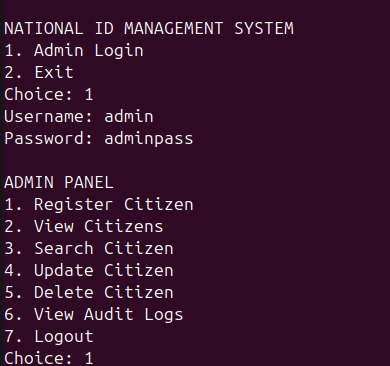 NATIONAL ID MANAGEMENT SYSTEM
1. Admin Login
2. Exit
Choice: 1
Username: admin
Password: adminpass
ADMIN PANEL
1. Register Citizen
2. View Citizens
3. Search Citizen
4. Update Citizen
5. Delete Citizen
6. View Audit Logs
7. Logout
Choice: 1